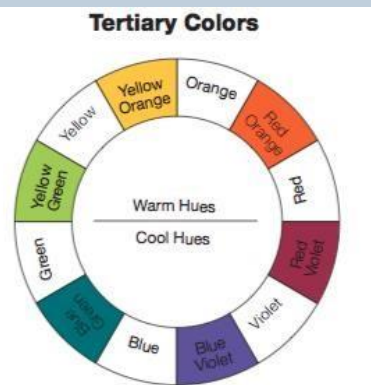 Tertiary Colors
Yellow
Orange
Orange
Red
Orange
Red
Red
Violet
Violet
Blue
Violet
Blue
Blue
Green
Green
Yellow
Green
Yellow
Warm Hues
Cool Hues